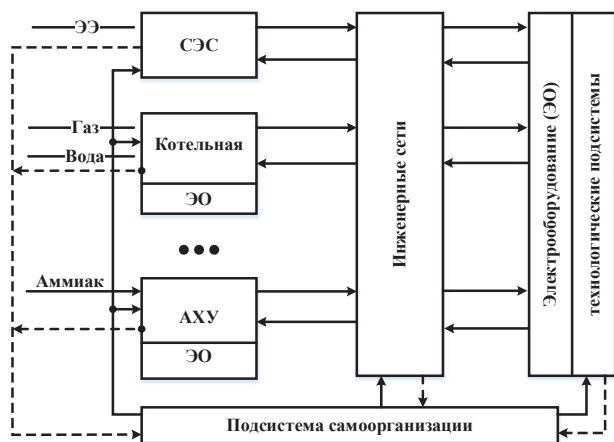 ЭЭ
СЭС
Газ
Вода
Котельная
ЭО
Аммиак
АХУ
ЭО
Инженерные сети
Электрооборудование (ЭО)
технологические подсистемы
Подсистема самоорганизации